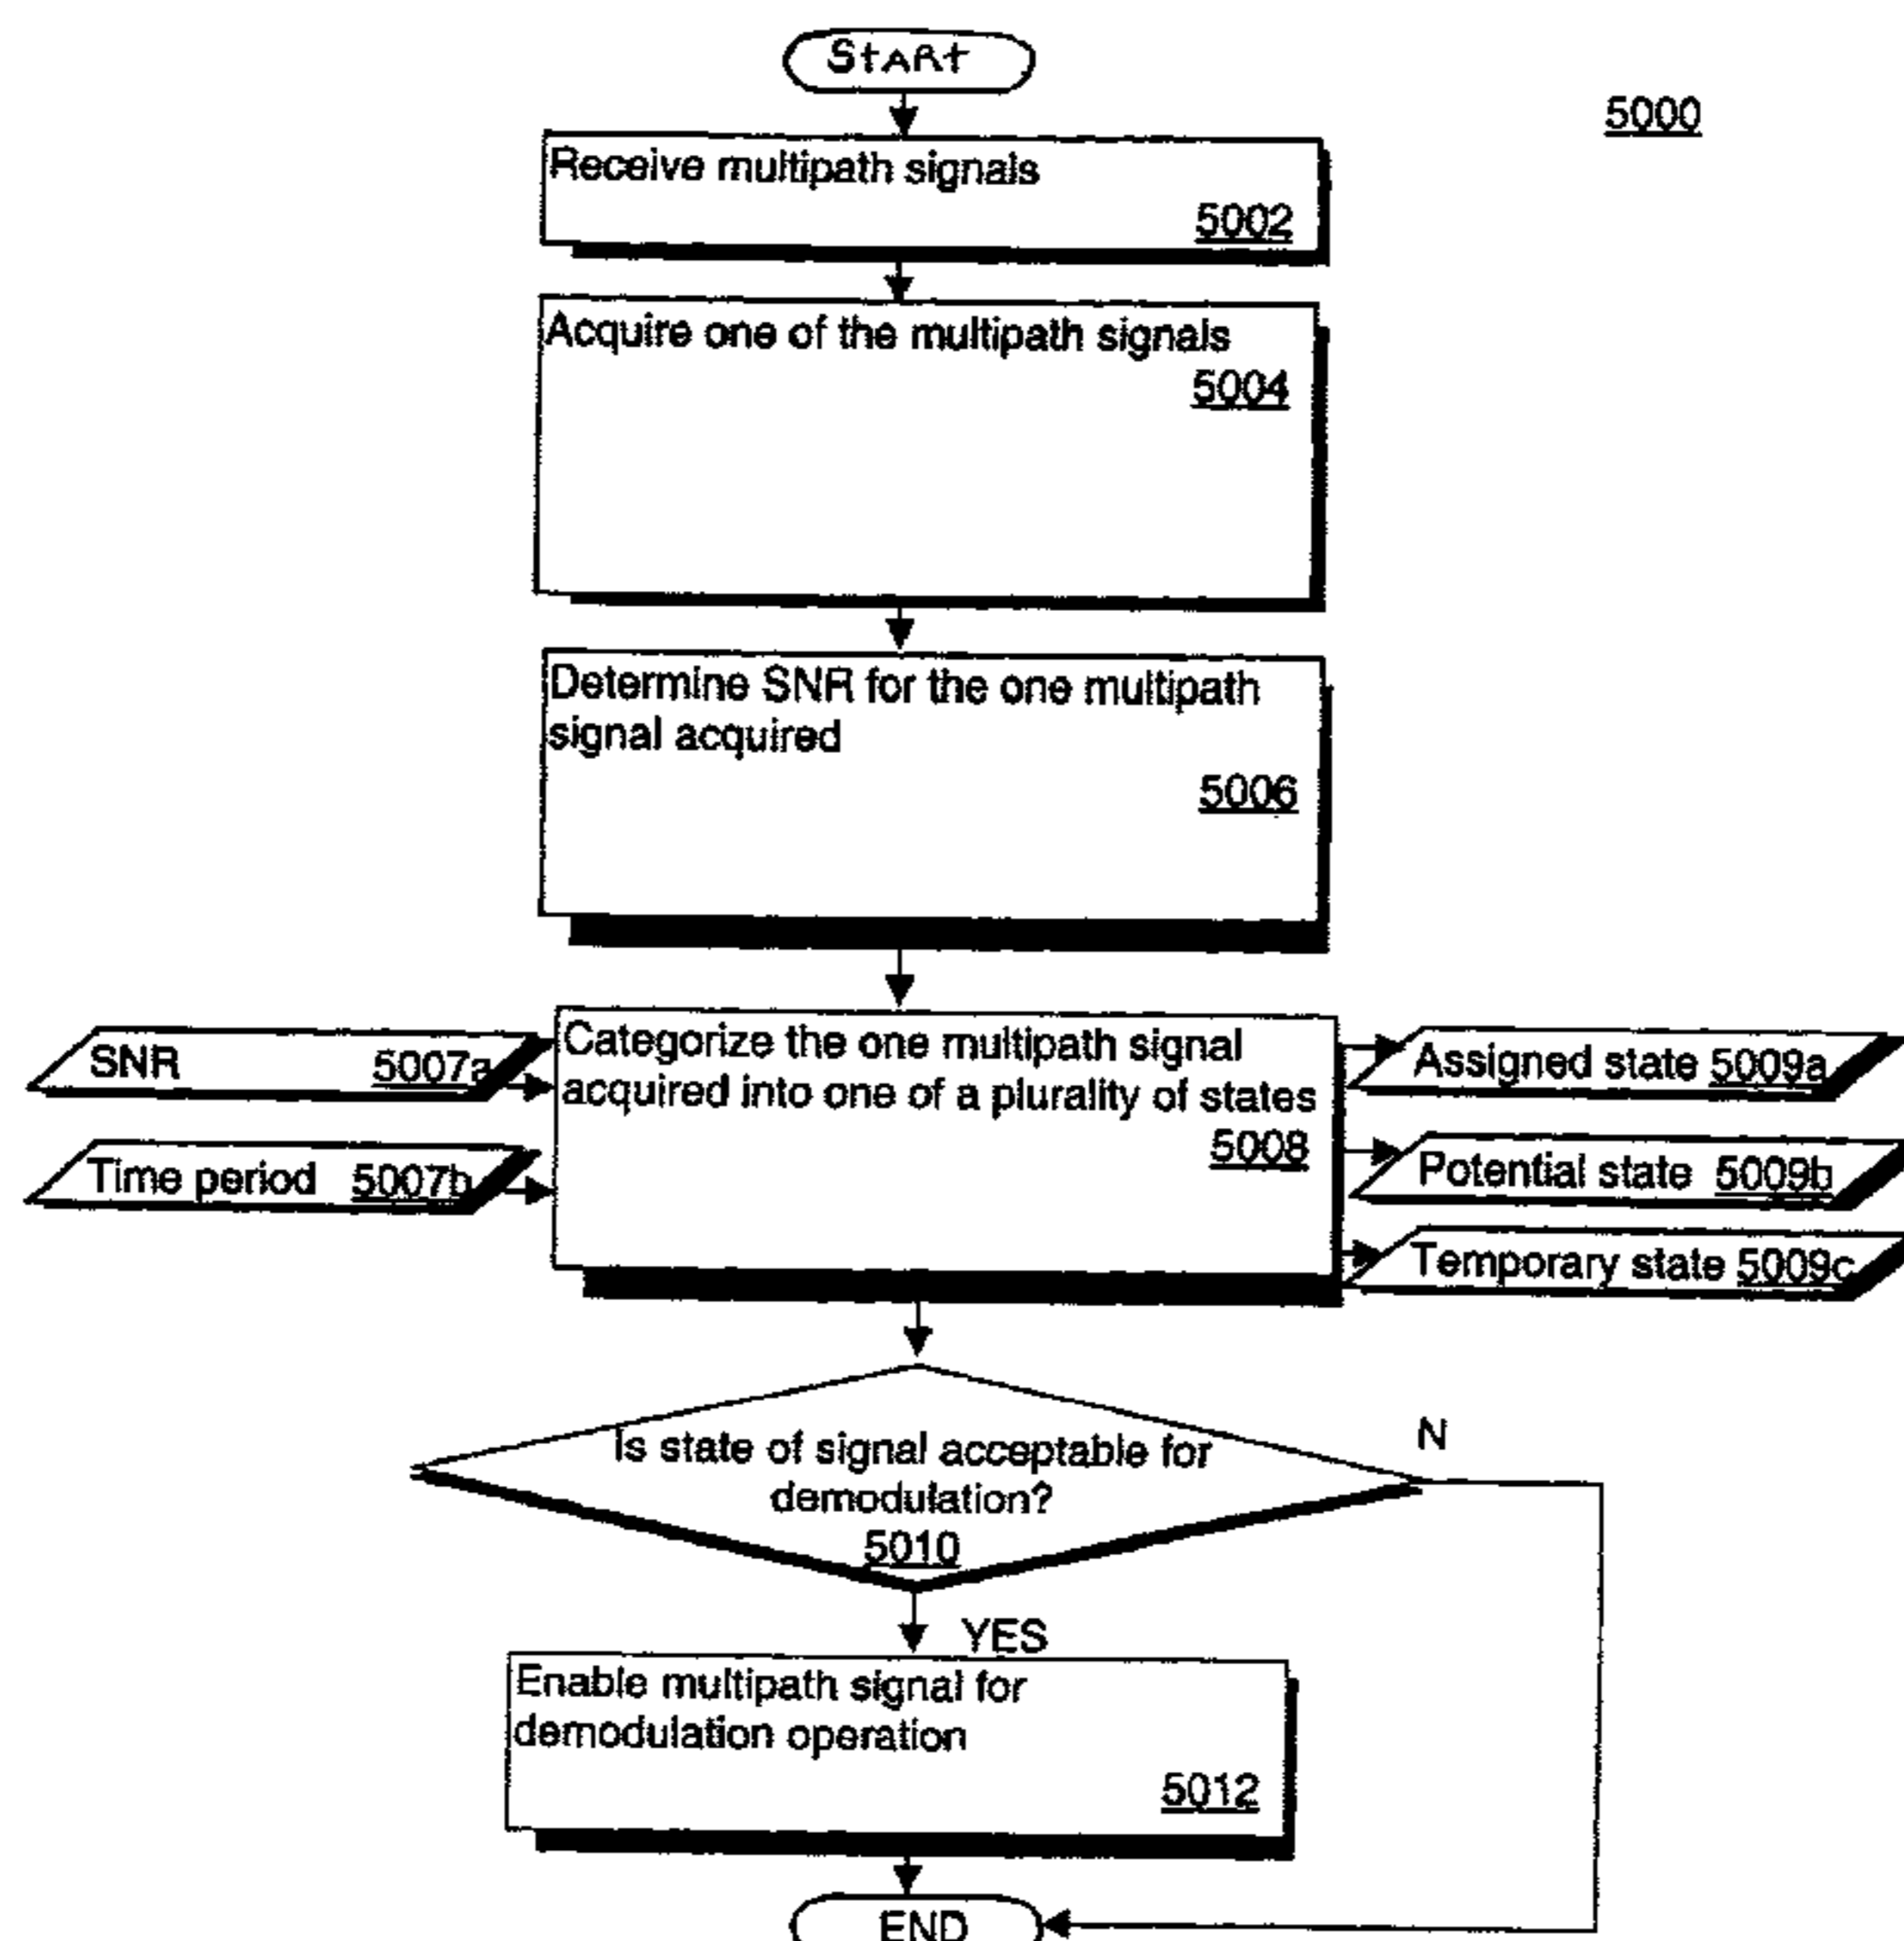 StARt
5000
Receive multipath signals
5002
Acquire one of the multipath signals
5004
Determine SNR for the one multipath
signal acquired
5006
SNR 5007a
Time period 5007b
Categorize the one multipath signal
acquired into one of a plurality of states
5008
Assigned state 5009a
Potential state 5009b
Temporary state 5009c
Is state of signal acceptable for
demodulation?
5010
N
YES
Enable multipath signal for
demodulation operation
5012
END